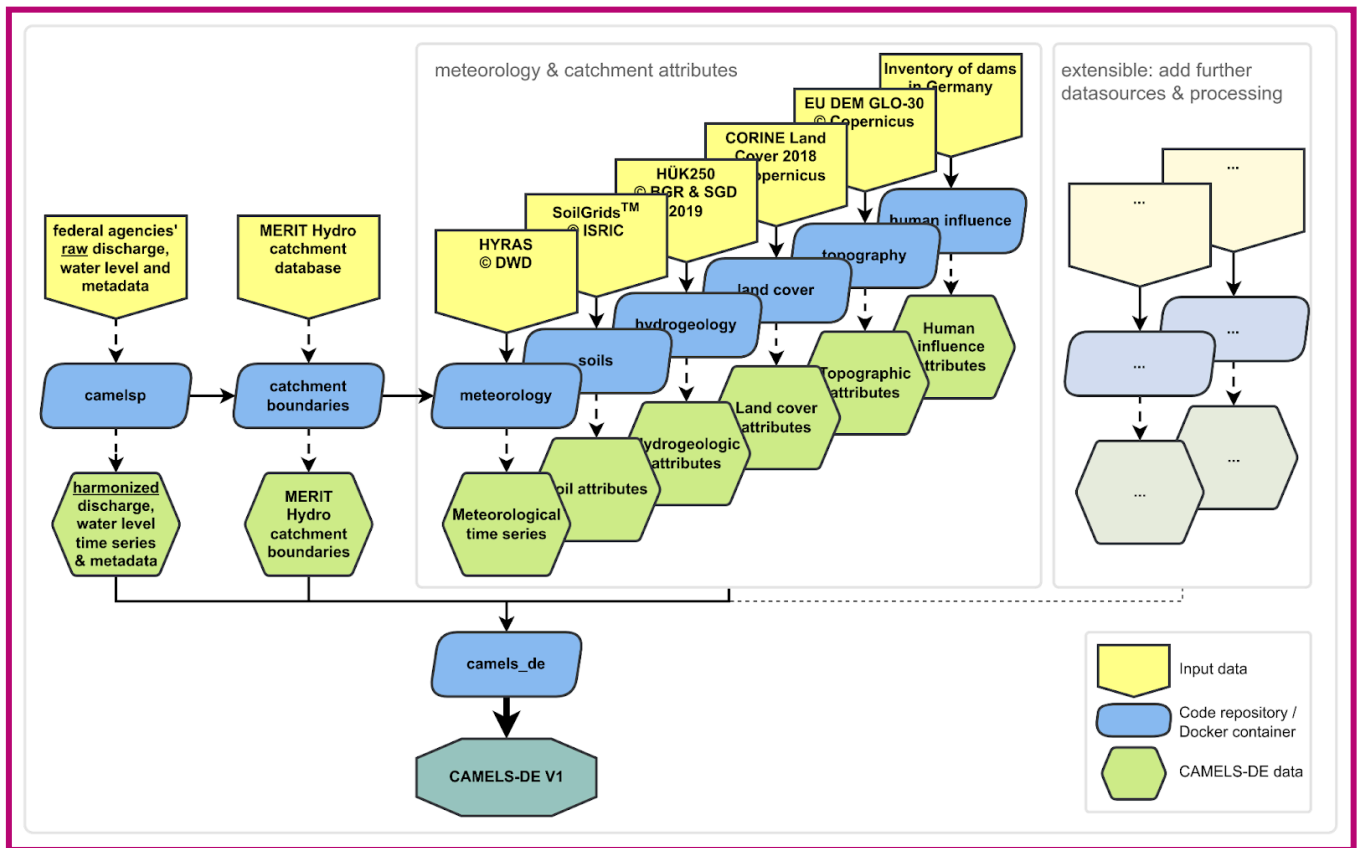 meteorology & catchment attributes
extensible: add further
datasources & processing
Inventory of dams
in Germany
EU DEM GLO-30
© Copernicus
CORINE Land
Cover 2018
opernicus
HÜK250
© BGR & SGD
2019
SoilGrids™
© ISRIC
HYRAS
© DWD
federal agencies'
raw discharge,
water level and
metadata
MERIT Hydro
catchment
database
...
...
human influence
topography
land cover
hydrogeology
soils
meteorology
camelsp
catchment
boundaries
...
...
Human
influence
attributes
Topographic
attributes
Land cover
attributes
Hydrogeologic
attributes
oil attributes
Meteorological
time series
harmonized
discharge,
water level
time series
& metadata
MERIT
Hydro
catchment
boundaries
...
...
camels_de
CAMELS-DE V1
Input data
Code repository /
Docker container
CAMELS-DE data